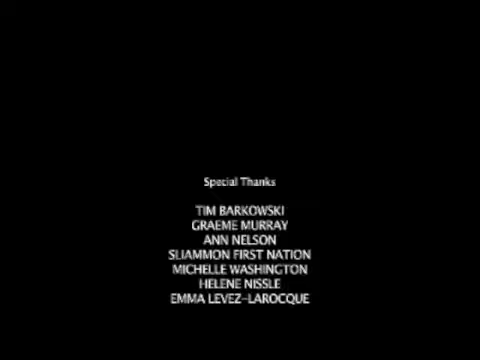 Special Thanks
TIM BARKOWSKI
GRAEME MURRAY
ANN NELSON
SLIAMMON FIRST NATION
MICHELLE WASHINGTON
HELENE NISSLE
EMMA LEVEZ-LAROCQUE